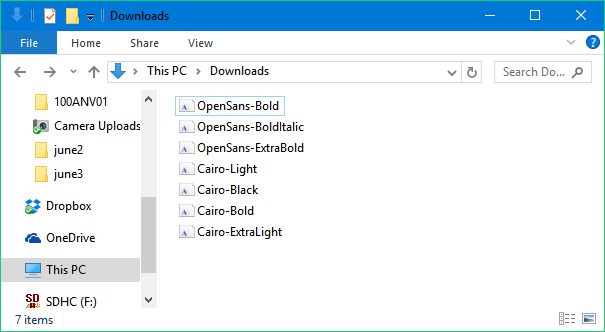 Downloads
File Home Share View
This PC Downloads Search Do...
100ANV01
Camera Uploads
june2
june3
Dropbox
OneDrive
This PC
SDHC (F:)
OpenSans-Bold
OpenSans-BoldItalic
OpenSans-ExtraBold
Cairo-Light
Cairo-Black
Cairo-Bold
Cairo-ExtraLight
7 items